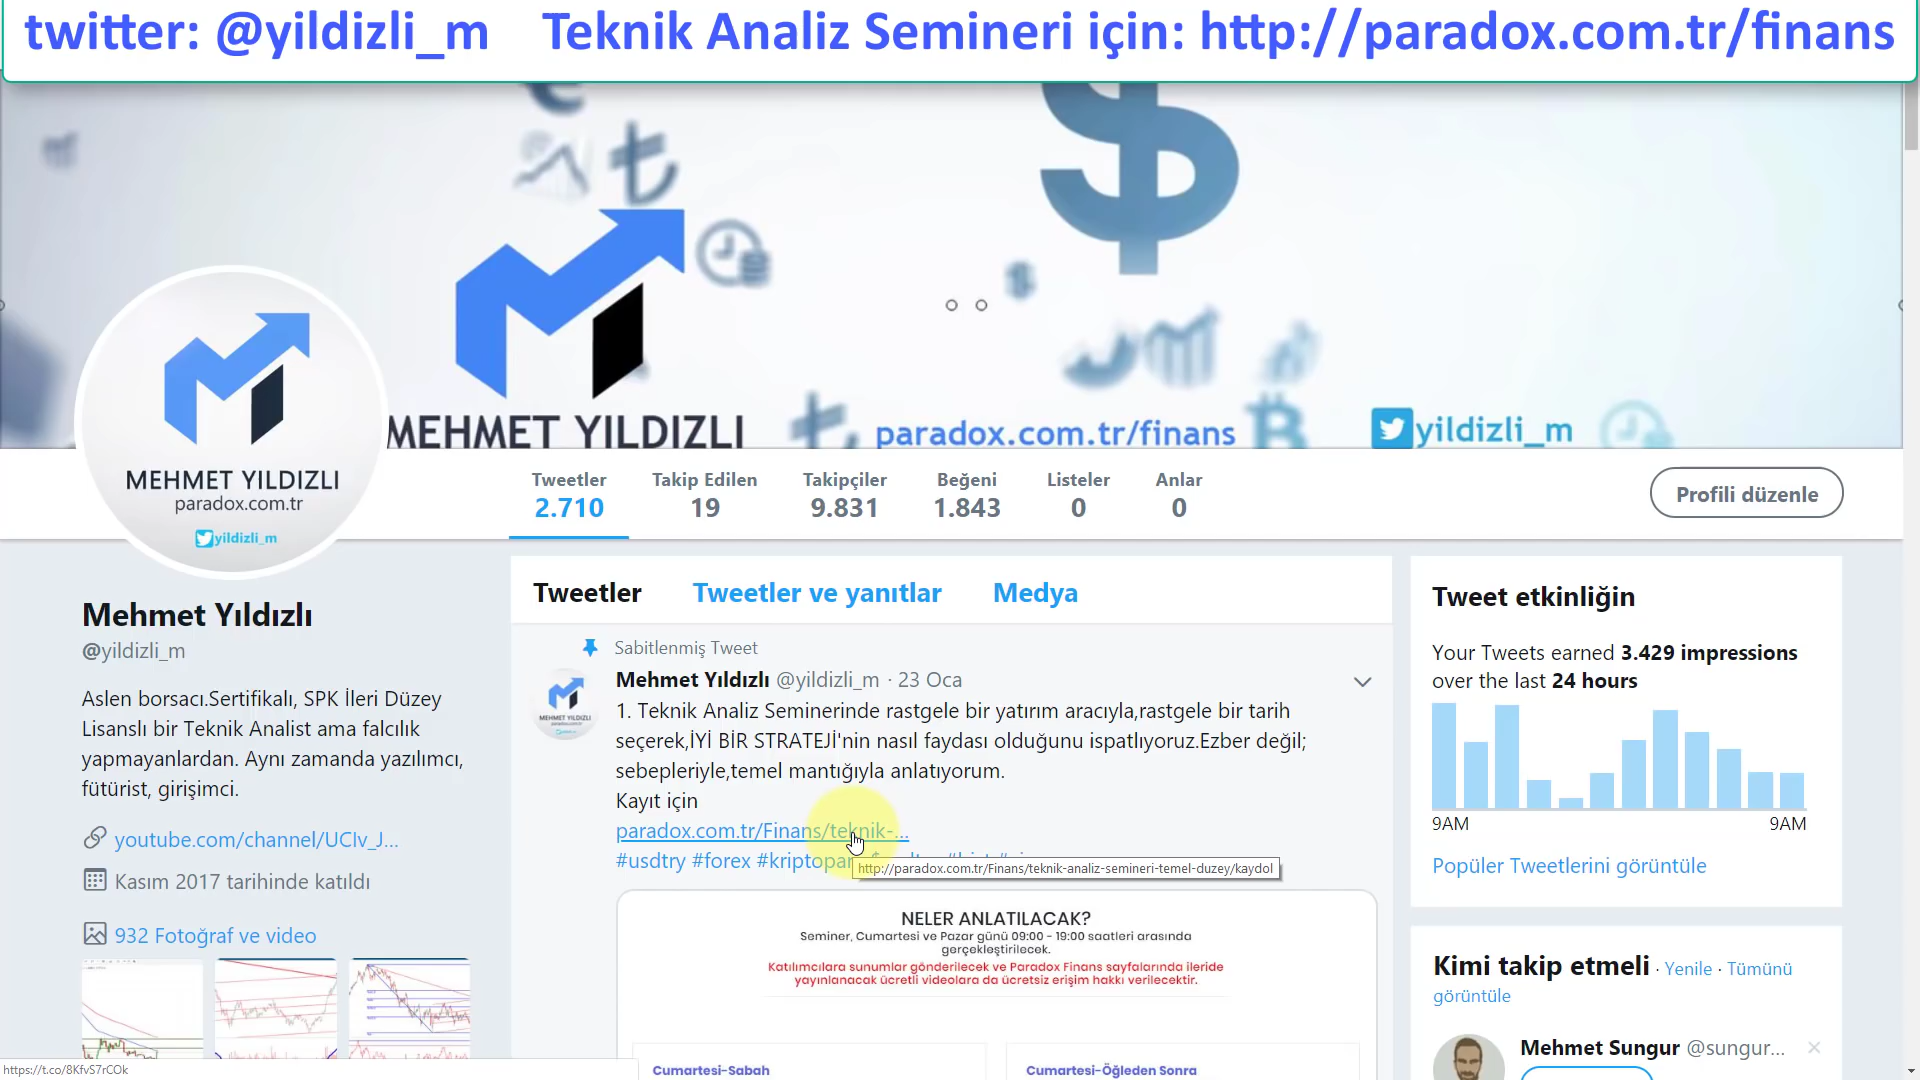 twitter: @yildizli_m Teknik Analiz Semineri için: http://paradox.com.tr/finans
MEHMET YILDIZLI
paradox.com.tr/finans
yildizli_m
MEHMET YILDIZLI
paradox.com.tr
yildizli_m
Tweetler
2.710
Takip Edilen
19
Takipçiler
9.831
Beğeni
1.843
Listeler
0
Anlar
0
Profili düzenle
Mehmet Yıldızlı
@yildizli_m
Aslen borsacı.Sertifikalı, SPK İleri Düzey
Lisanslı bir Teknik Analist ama falcılık
yapmayanlardan. Aynı zamanda yazılımcı,
fütürist, girişimci.
youtube.com/channel/UCIv_J...
Kasım 2017 tarihinde katıldı
932 Fotoğraf ve video
Tweetler Tweetler ve yanıtlar Medya
Sabitlenmiş Tweet
MEHMET YILDIZLI
Mehmet Yıldızlı @yildizli_m · 23 Oca
1. Teknik Analiz Seminerinde rastgele bir yatırım aracıyla,rastgele bir tarih
seçerek,İYİ BİR STRATEJİ'nin nasıl faydası olduğunu ispatlıyoruz.Ezber değil;
sebepleriyle,temel mantığıyla anlatıyorum.
Kayıt için
paradox.com.tr/Finans/teknik-...
#usdtry #forex #kriptopar
http://paradox.com.tr/Finans/teknik-analiz-semineri-temel-duzey/kaydol
NELER ANLATILACAK?
Seminer, Cumartesi ve Pazar günü 09:00 - 19:00 saatleri arasında
gerçekleştirilecek.
Katılımcılara sunumlar gönderilecek ve Paradox Finans sayfalarında ileride
yayınlanacak ücretli videolara da ücretsiz erişim hakkı verilecektir.
Cumartesi-Sabah
Cumartesi-Öğleden Sonra
Tweet etkinliğin
Your Tweets earned 3.429 impressions
over the last 24 hours
9AM 9AM
Popüler Tweetlerini görüntüle
Kimi takip etmeli · Yenile · Tümünü
görüntüle
Mehmet Sungur @sungur...
https://t.co/8KfvS7rCOk